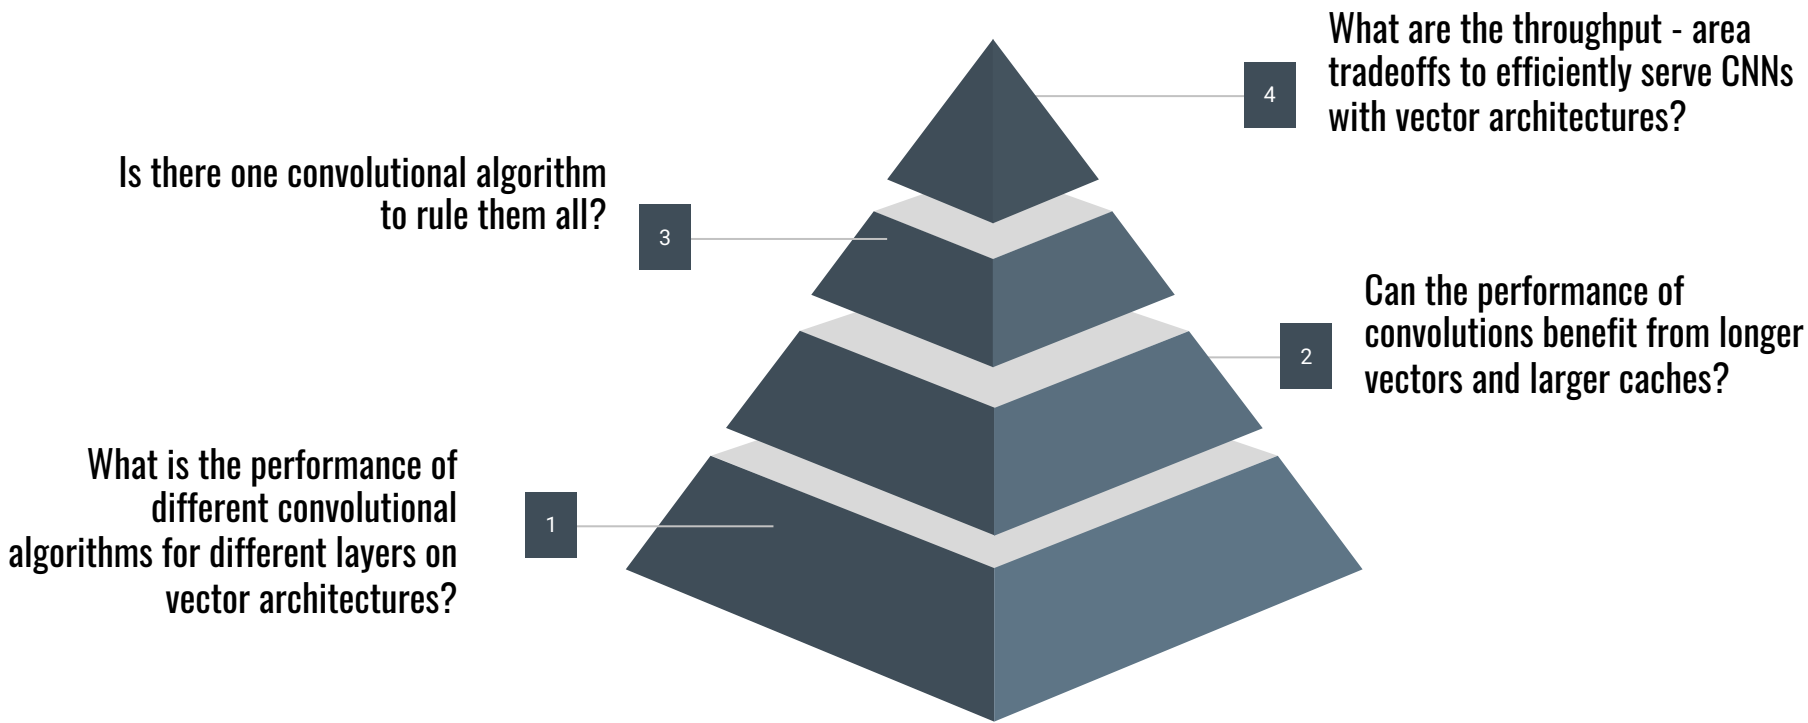 What are the throughput - area
tradeoffs to efficiently serve CNNs
with vector architectures?
4
Is there one convolutional algorithm
to rule them all?
3
Can the performance of
convolutions benefit from longer
vectors and larger caches?
2
What is the performance of
different convolutional
algorithms for different layers on
vector architectures?
1